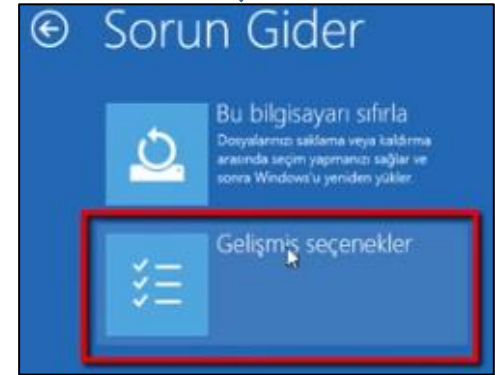 Sorun Gider
Bu bilgisayarı sıfırla
Dosyalarınızı saklama veya kaldırma
arasında seçim yapmanızı sağlar ve
sonra Windows'u yeniden yükler.
Gelişmiş seçenekler